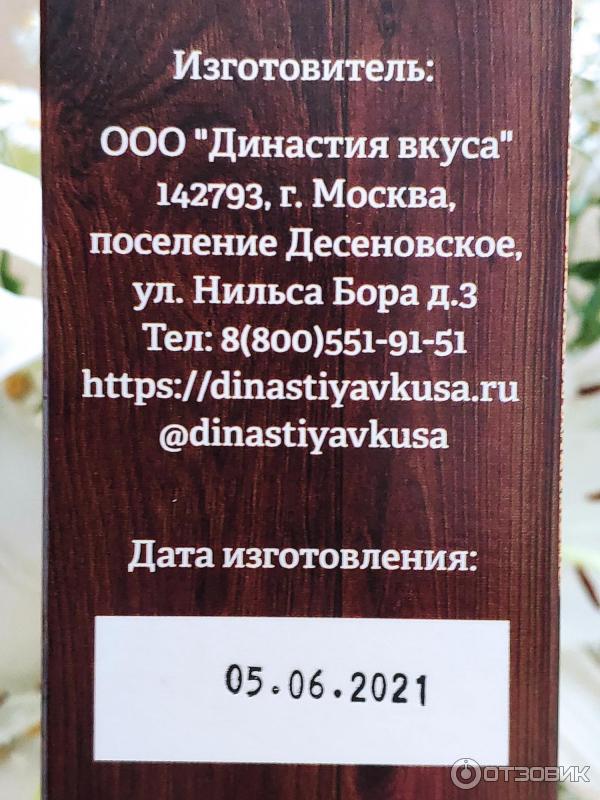 Изготовитель:
ООО "Династия вкуса"
142793, г. Москва,
поселение Десеновское,
ул. Нильса Бора д.3
Тел: 8(800)551-91-51
https://dinastiyavkusa.ru
@dinastiyavkusa
Дата изготовления:
05.06.2021
ОТЗОВИК